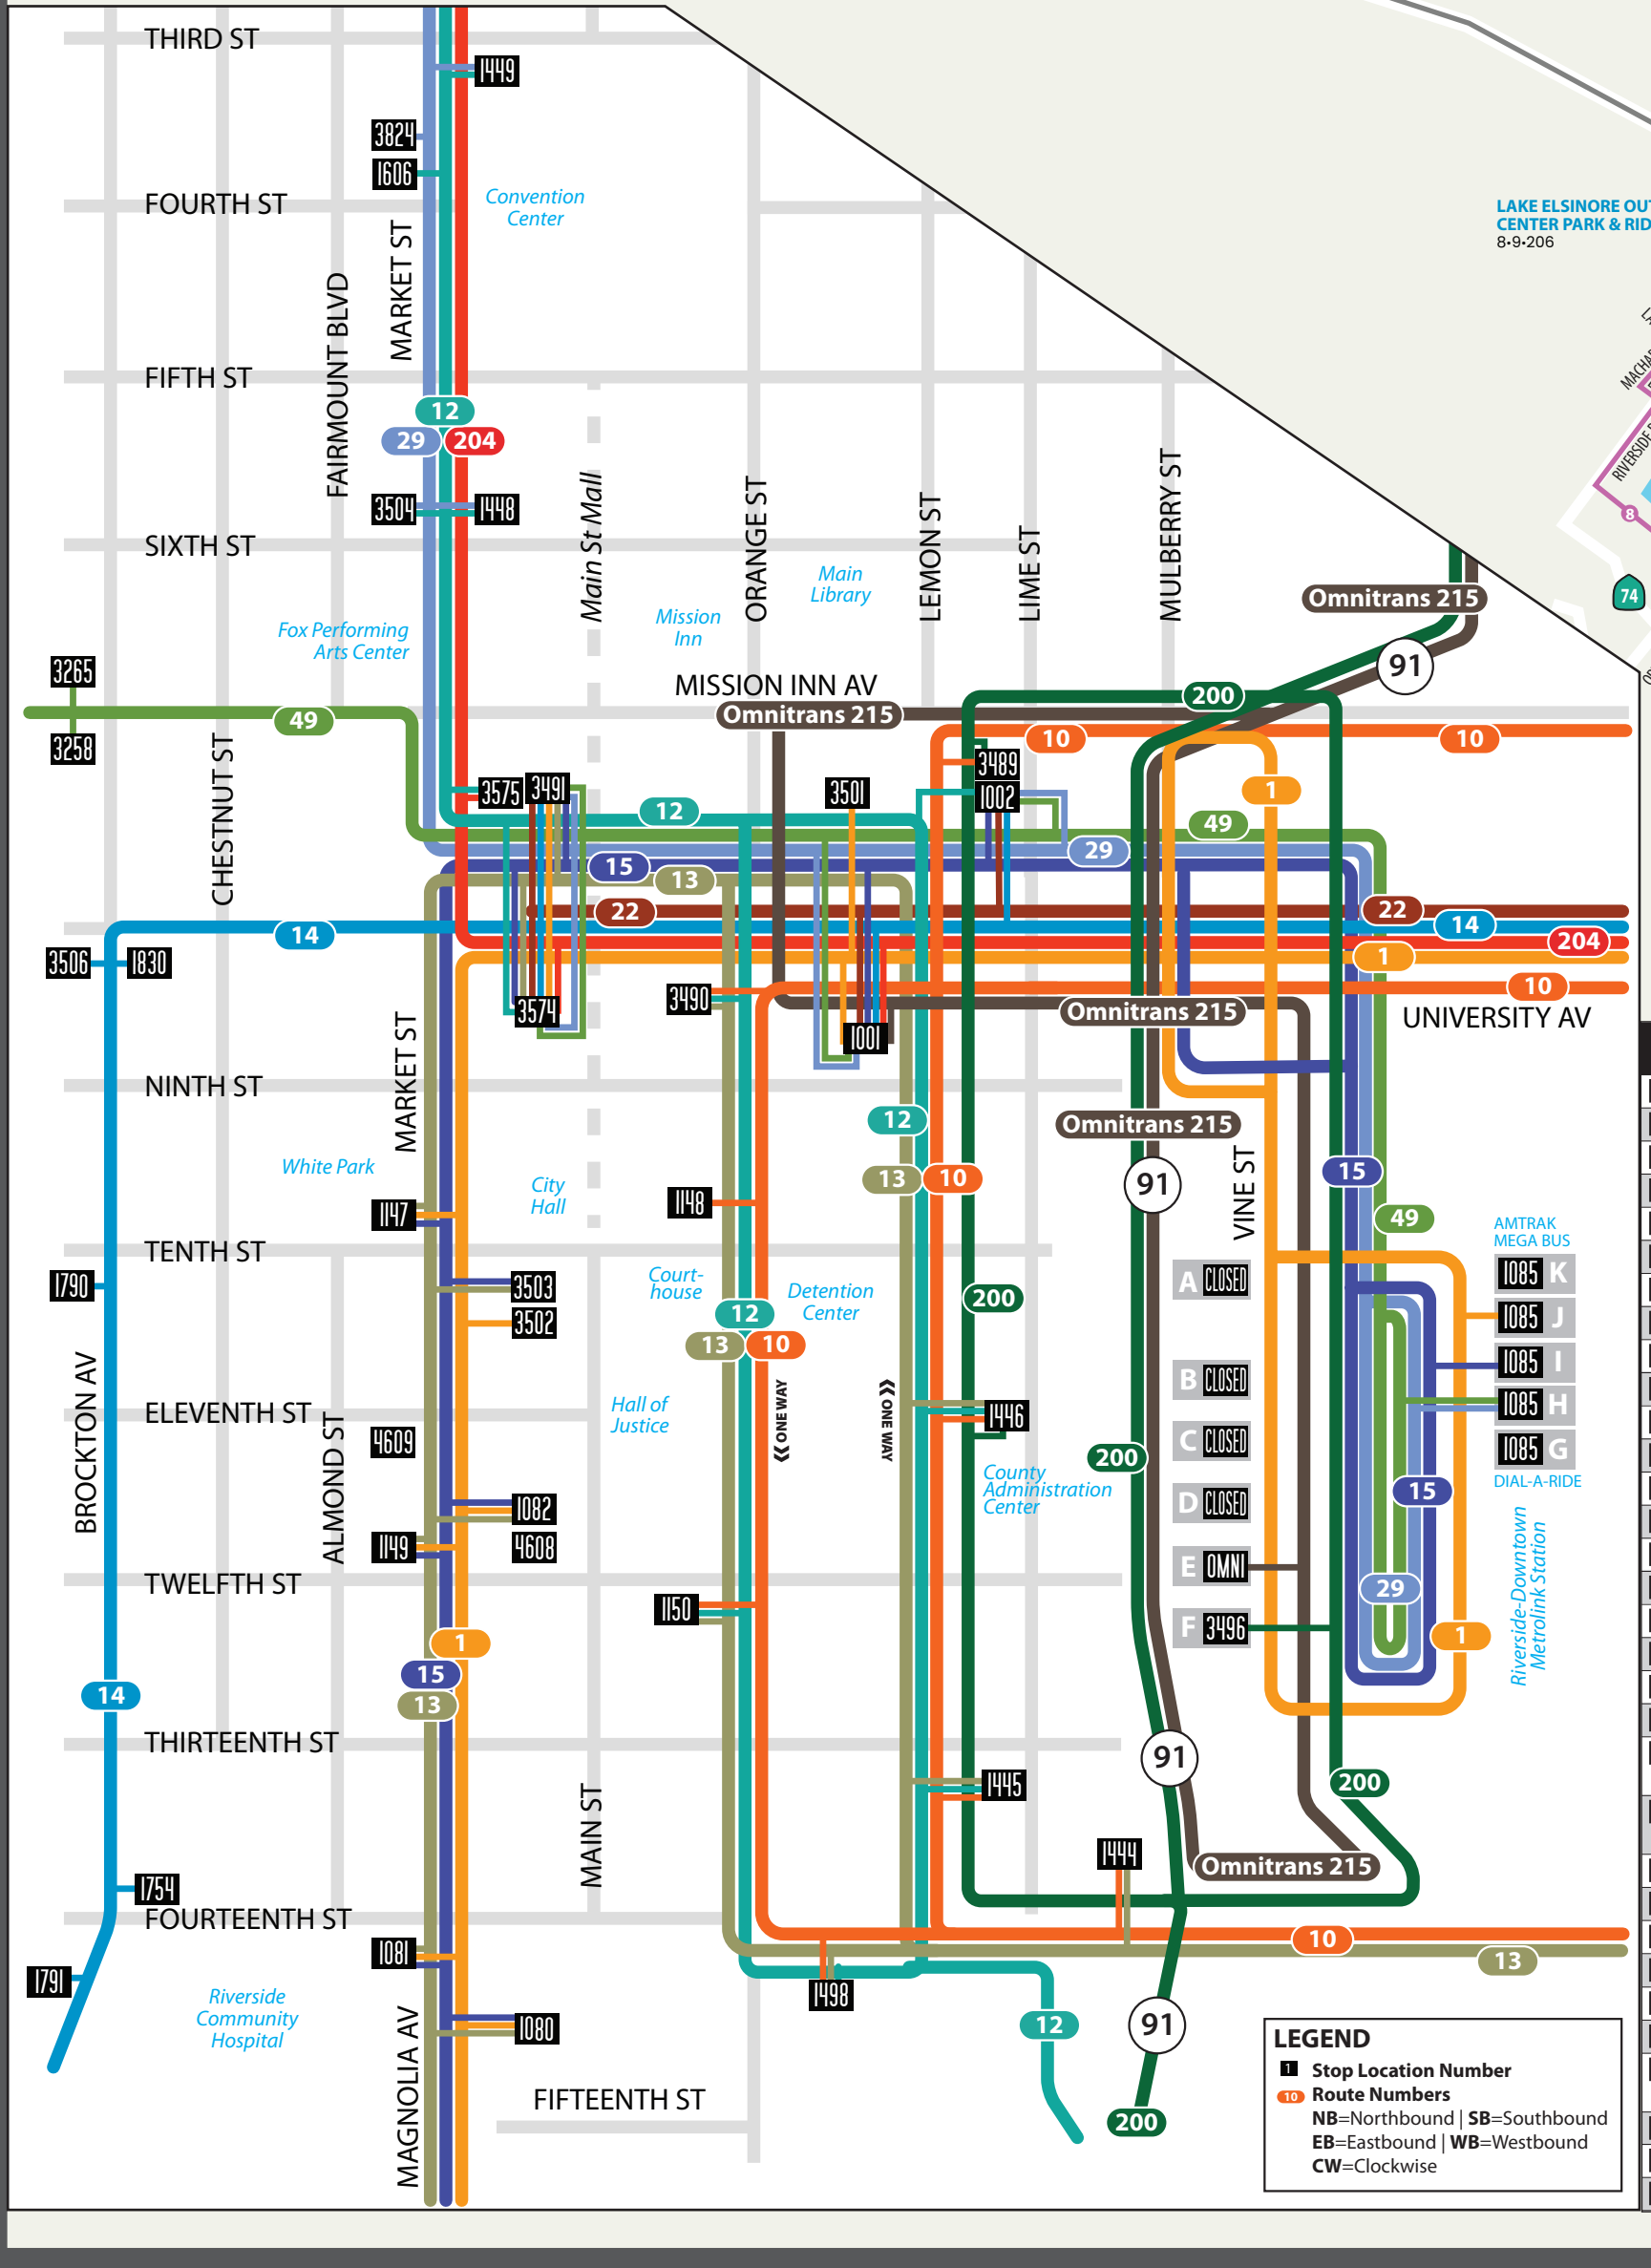 THIRD ST
1449
3824
1606
FOURTH ST
Convention
Center
LAKE ELSINORE OU
CENTER PARK & RID
8•9•206
MARKET ST
FAIRMOUNT BLVD
FIFTH ST
12
29
204
3504
1448
SIXTH ST
Main St Mall
ORANGE ST
LEMON ST
LIME ST
MULBERRY ST
MACHA
RIVERSIDE
8
74
Main
Library
Mission
Inn
Omnitrans 215
Fox Performing
Arts Center
91
3265
3258
49
MISSION INN AV
Omnitrans 215
200
10
10
CHESTNUT ST
3575
3491
3501
3489
1002
1
12
49
29
15
13
22
22
14
14
204
1
3506
1830
3574
3490
1001
10
Omnitrans 215
UNIVERSITY AV
MARKET ST
NINTH ST
12
Omnitrans 215
White Park
City
Hall
13
10
91
VINE ST
15
1147
1148
49
AMTRAK
MEGA BUS
TENTH ST
1790
3503
3502
Court-
house
Detention
Center
200
A CLOSED
1085 K
1085 J
12
13
10
1085 I
B CLOSED
1085 H
ONE WAY
ONE WAY
BROCKTON AV
ELEVENTH ST
ALMOND ST
Hall of
Justice
1446
4609
C CLOSED
1085 G
200
DIAL-A-RIDE
County
Administration
Center
15
1082
D CLOSED
1149
4608
E OMNI
Riverside-Downtown
Metrolink Station
TWELFTH ST
29
1150
F 3496
1
1
15
13
14
THIRTEENTH ST
91
1445
200
MAIN ST
1444
Omnitrans 215
1754
FOURTEENTH ST
10
1081
13
1791
1498
Riverside
Community
Hospital
12
91
1080
MAGNOLIA AV
FIFTEENTH ST
200
LEGEND
1 Stop Location Number
10 Route Numbers
NB=Northbound | SB=Southbound
EB=Eastbound | WB=Westbound
CW=Clockwise